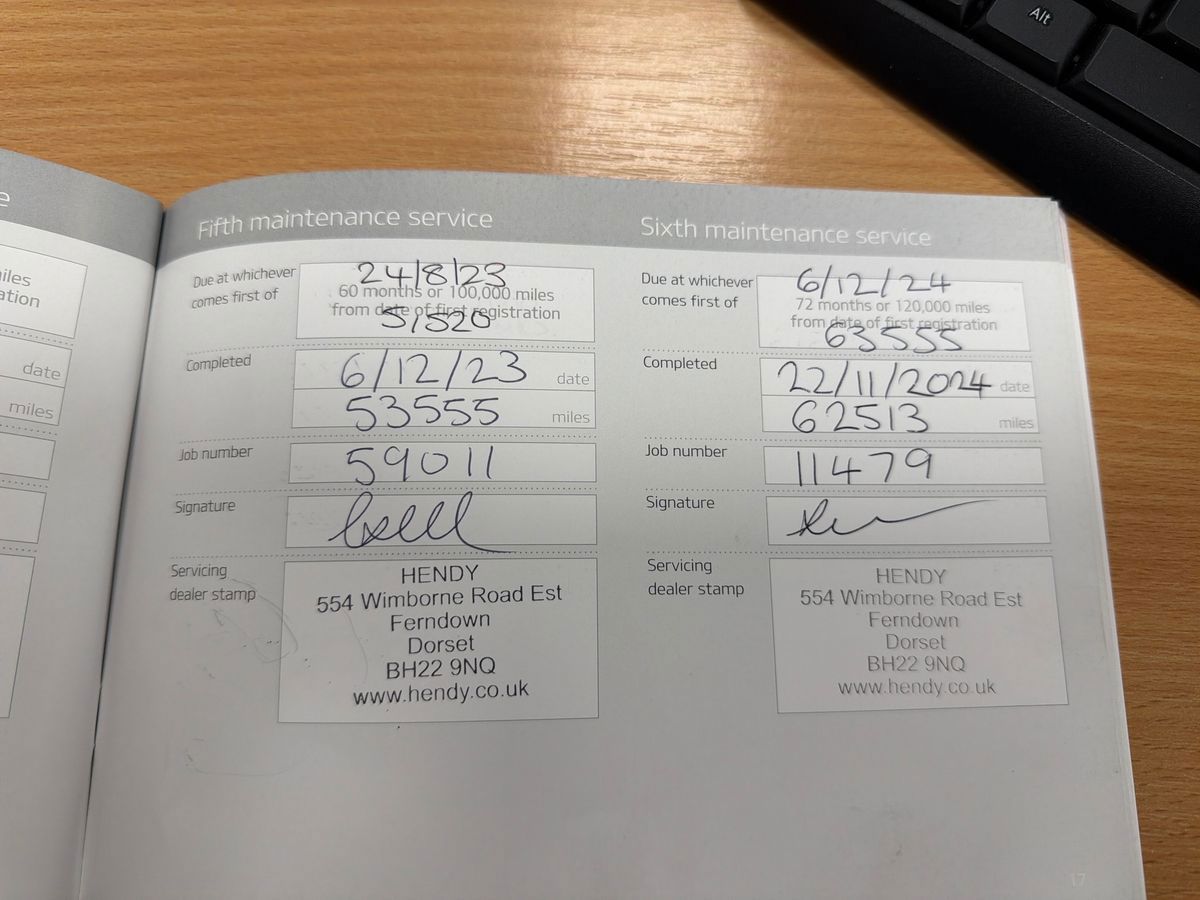 Alt
e
iles
ation
date
miles
Fifth maintenance service
Due at whichever
comes first of
24/8/23
60 months or 100,000 miles
from date of first registration
51520
Completed
6/12/23 date
53555 miles
Job number
59011
Signature
Servicing
dealer stamp
HENDY
554 Wimborne Road Est
Ferndown
Dorset
BH22 9NQ
www.hendy.co.uk
Sixth maintenance service
Due at whichever
comes first of
6/12/24
72 months or 120,000 miles
from date of first registration
63555
Completed
22/11/2024 date
62513 miles
Job number
11479
Signature
Servicing
dealer stamp
HENDY
554 Wimborne Road Est
Ferndown
Dorset
BH22 9NQ
www.hendy.co.uk
17